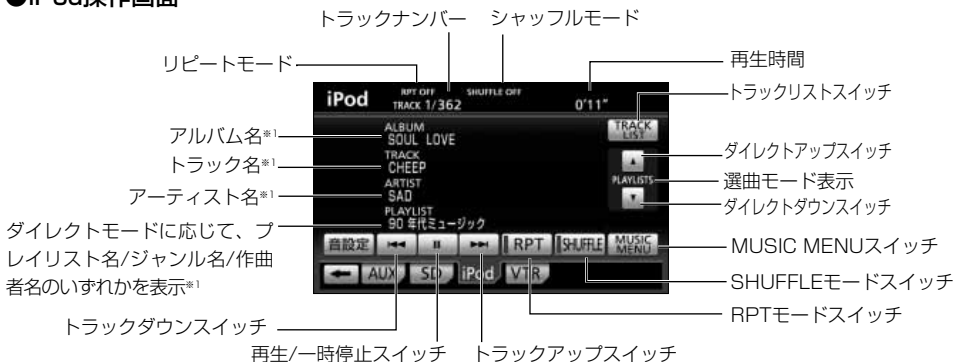 ●iPod操作画面
トラックナンバー シャッフルモード
リピートモード
再生時間
トラックリストスイッチ
iPod
RPT OFF
SHUFFLE OFF
TRACK 1/362
0'11"
TRACK LIST
アルバム名※1
ALBUM
SOUL LOVE
トラック名※1
TRACK
CHEEP
アーティスト名※1
ARTIST
SAD
PLAYLIST
90 年代ミュージック
PLAYLISTS
ダイレクトアップスイッチ
選曲モード表示
ダイレクトダウンスイッチ
ダイレクトモードに応じて、プ
レイリスト名/ジャンル名/作曲
者名のいずれかを表示※1
音設定 RPT SHUFFLE MUSIC MENU
AUX SD iPod VTR
MUSIC MENUスイッチ
SHUFFLEモードスイッチ
RPTモードスイッチ
トラックダウンスイッチ
再生/一時停止スイッチ トラックアップスイッチ